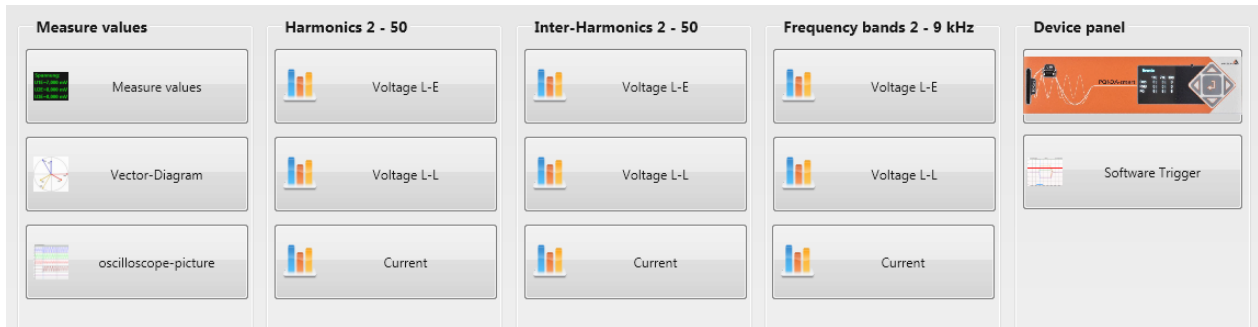 Measure values
Harmonics 2 - 50
Inter-Harmonics 2 - 50
Frequency bands 2 - 9 kHz
Device panel
Measure values
Voltage L-E
Voltage L-E
Voltage L-E
Vector-Diagram
Voltage L-L
Voltage L-L
Voltage L-L
Software Trigger
oscilloscope-picture
Current
Current
Current